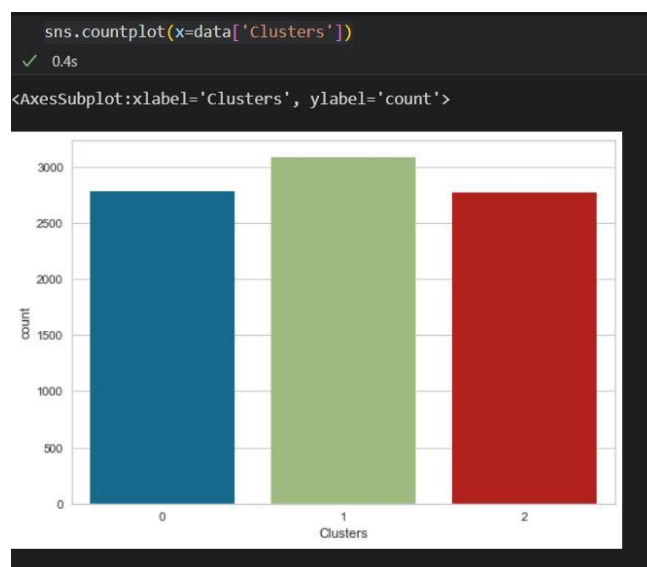 sns.countplot(x=data['Clusters'])
✓ 0.4s
<AxesSubplot:xlabel='Clusters', ylabel='count'>
3000
2500
2000
1500
1000
500
0
count
0 1 2
Clusters